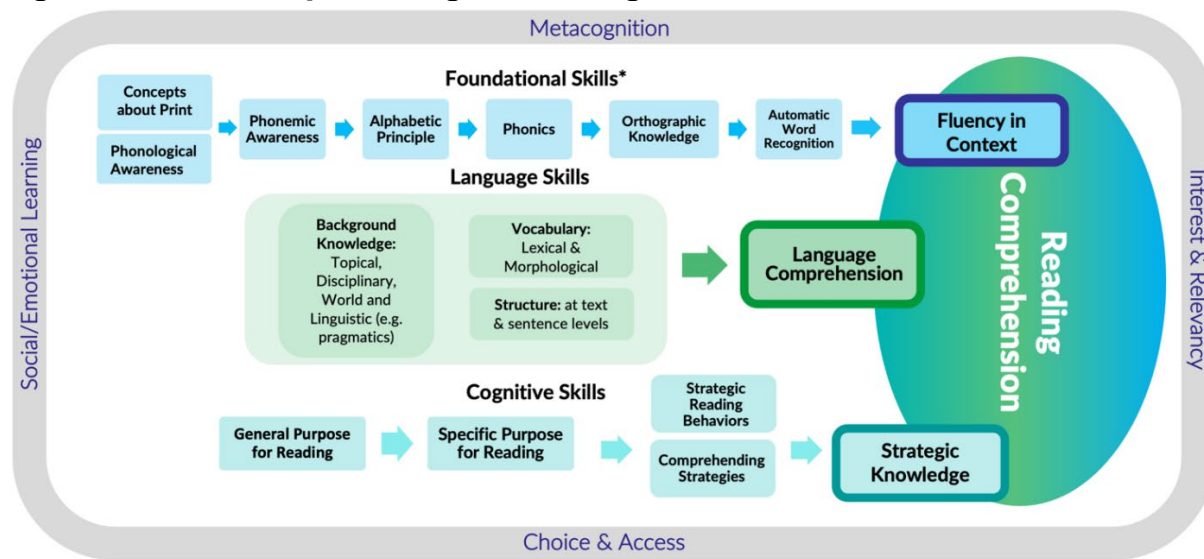 Metacognition
Foundational Skills*
Concepts
about Print
Phonological
Awareness
Phonemic
Awareness
Alphabetic
Principle
Phonics
Orthographic
Knowledge
Automatic
Word
Recognition
Fluency in
Context
Language Skills
Background
Knowledge:
Topical,
Disciplinary,
World and
Linguistic (e.g.
pragmatics)
Vocabulary:
Lexical &
Morphological
Structure: at text
& sentence levels
Language
Comprehension
Cognitive Skills
General Purpose
for Reading
Specific Purpose
for Reading
Strategic
Reading
Behaviors
Comprehending
Strategies
Strategic
Knowledge
Reading
Comprehension
Social/Emotional Learning
Interest & Relevancy
Choice & Access